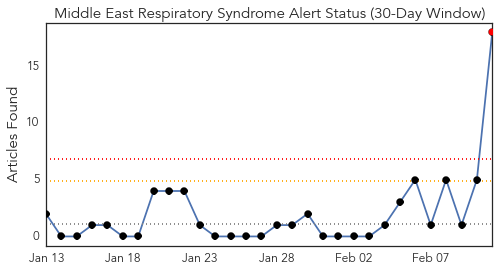 Middle East Respiratory Syndrome Alert Status (30-Day Window)
Articles Found
15
10
5
0
Jan 13 Jan 18 Jan 23 Jan 28 Feb 02 Feb 07